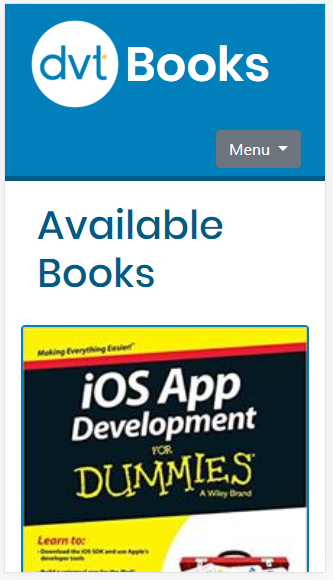 dvt Books
Menu
Available
Books
Making Everything Easier!™
iOS App
Development
FOR
DUMMIES®
A Wiley Brand
Learn to:
• Download the iOS SDK and use Apple's
developer tools